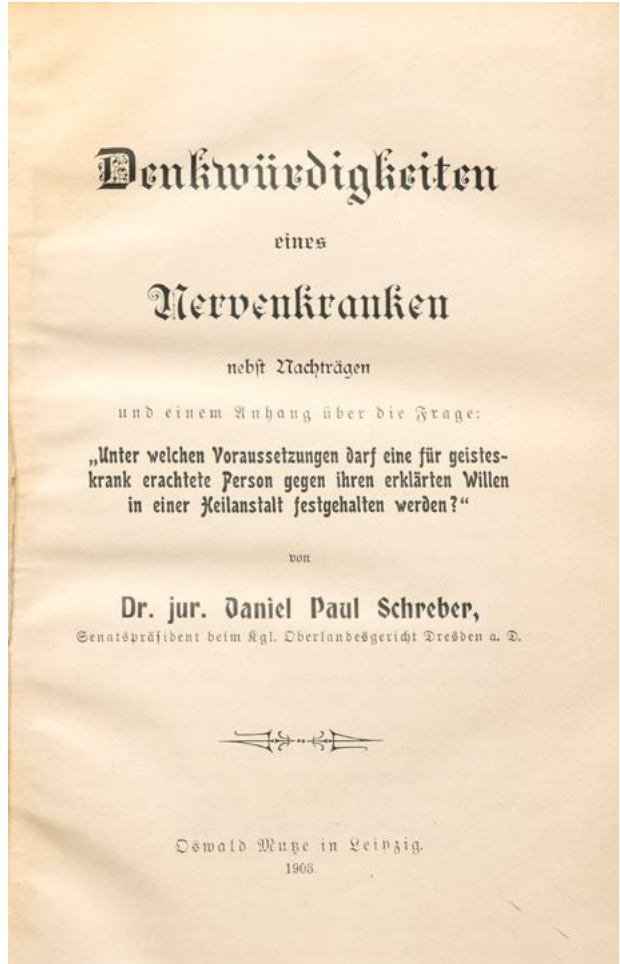 Denkwürdigkeiten
eines
Nervenkranken
nebst Nachträgen
und einem Anhang über die Frage:
„Unter welchen Voraussetzungen darf eine für geistes-
krank erachtete Person gegen ihren erklärten Willen
in einer Heilanstalt festgehalten werden?“
von
Dr. jur. Daniel Paul Schreber,
Senatspräsident beim Kgl. Oberlandesgericht Dresden a. D.
Oswald Mutze in Leipzig.
1903.